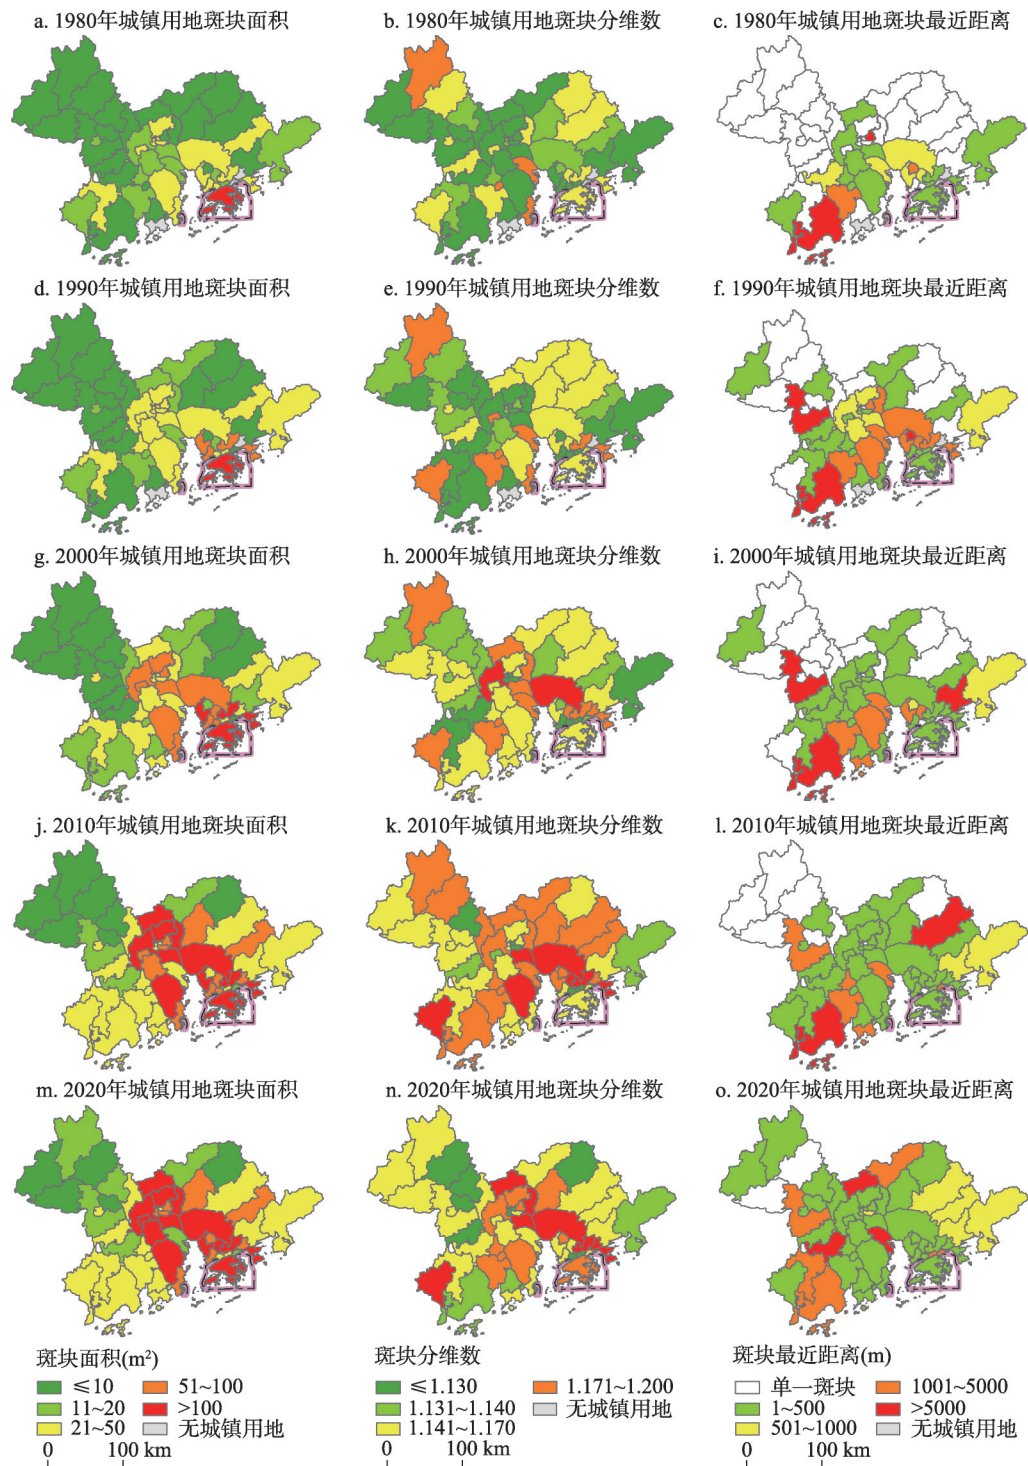 a. 1980年城镇用地斑块面积
b. 1980年城镇用地斑块分维数
c. 1980年城镇用地斑块最近距离
d. 1990年城镇用地斑块面积
e. 1990年城镇用地斑块分维数
f. 1990年城镇用地斑块最近距离
g. 2000年城镇用地斑块面积
h. 2000年城镇用地斑块分维数
i. 2000年城镇用地斑块最近距离
j. 2010年城镇用地斑块面积
k. 2010年城镇用地斑块分维数
l. 2010年城镇用地斑块最近距离
m. 2020年城镇用地斑块面积
n. 2020年城镇用地斑块分维数
o. 2020年城镇用地斑块最近距离
斑块面积(m²)
≤10
51~100
11~20
>100
21~50
无城镇用地
0 100 km
斑块分维数
≤1.130
1.171~1.200
1.131~1.140
无城镇用地
1.141~1.170
0 100 km
斑块最近距离(m)
单一斑块
1001~5000
1~500
>5000
501~1000
无城镇用地
0 100 km